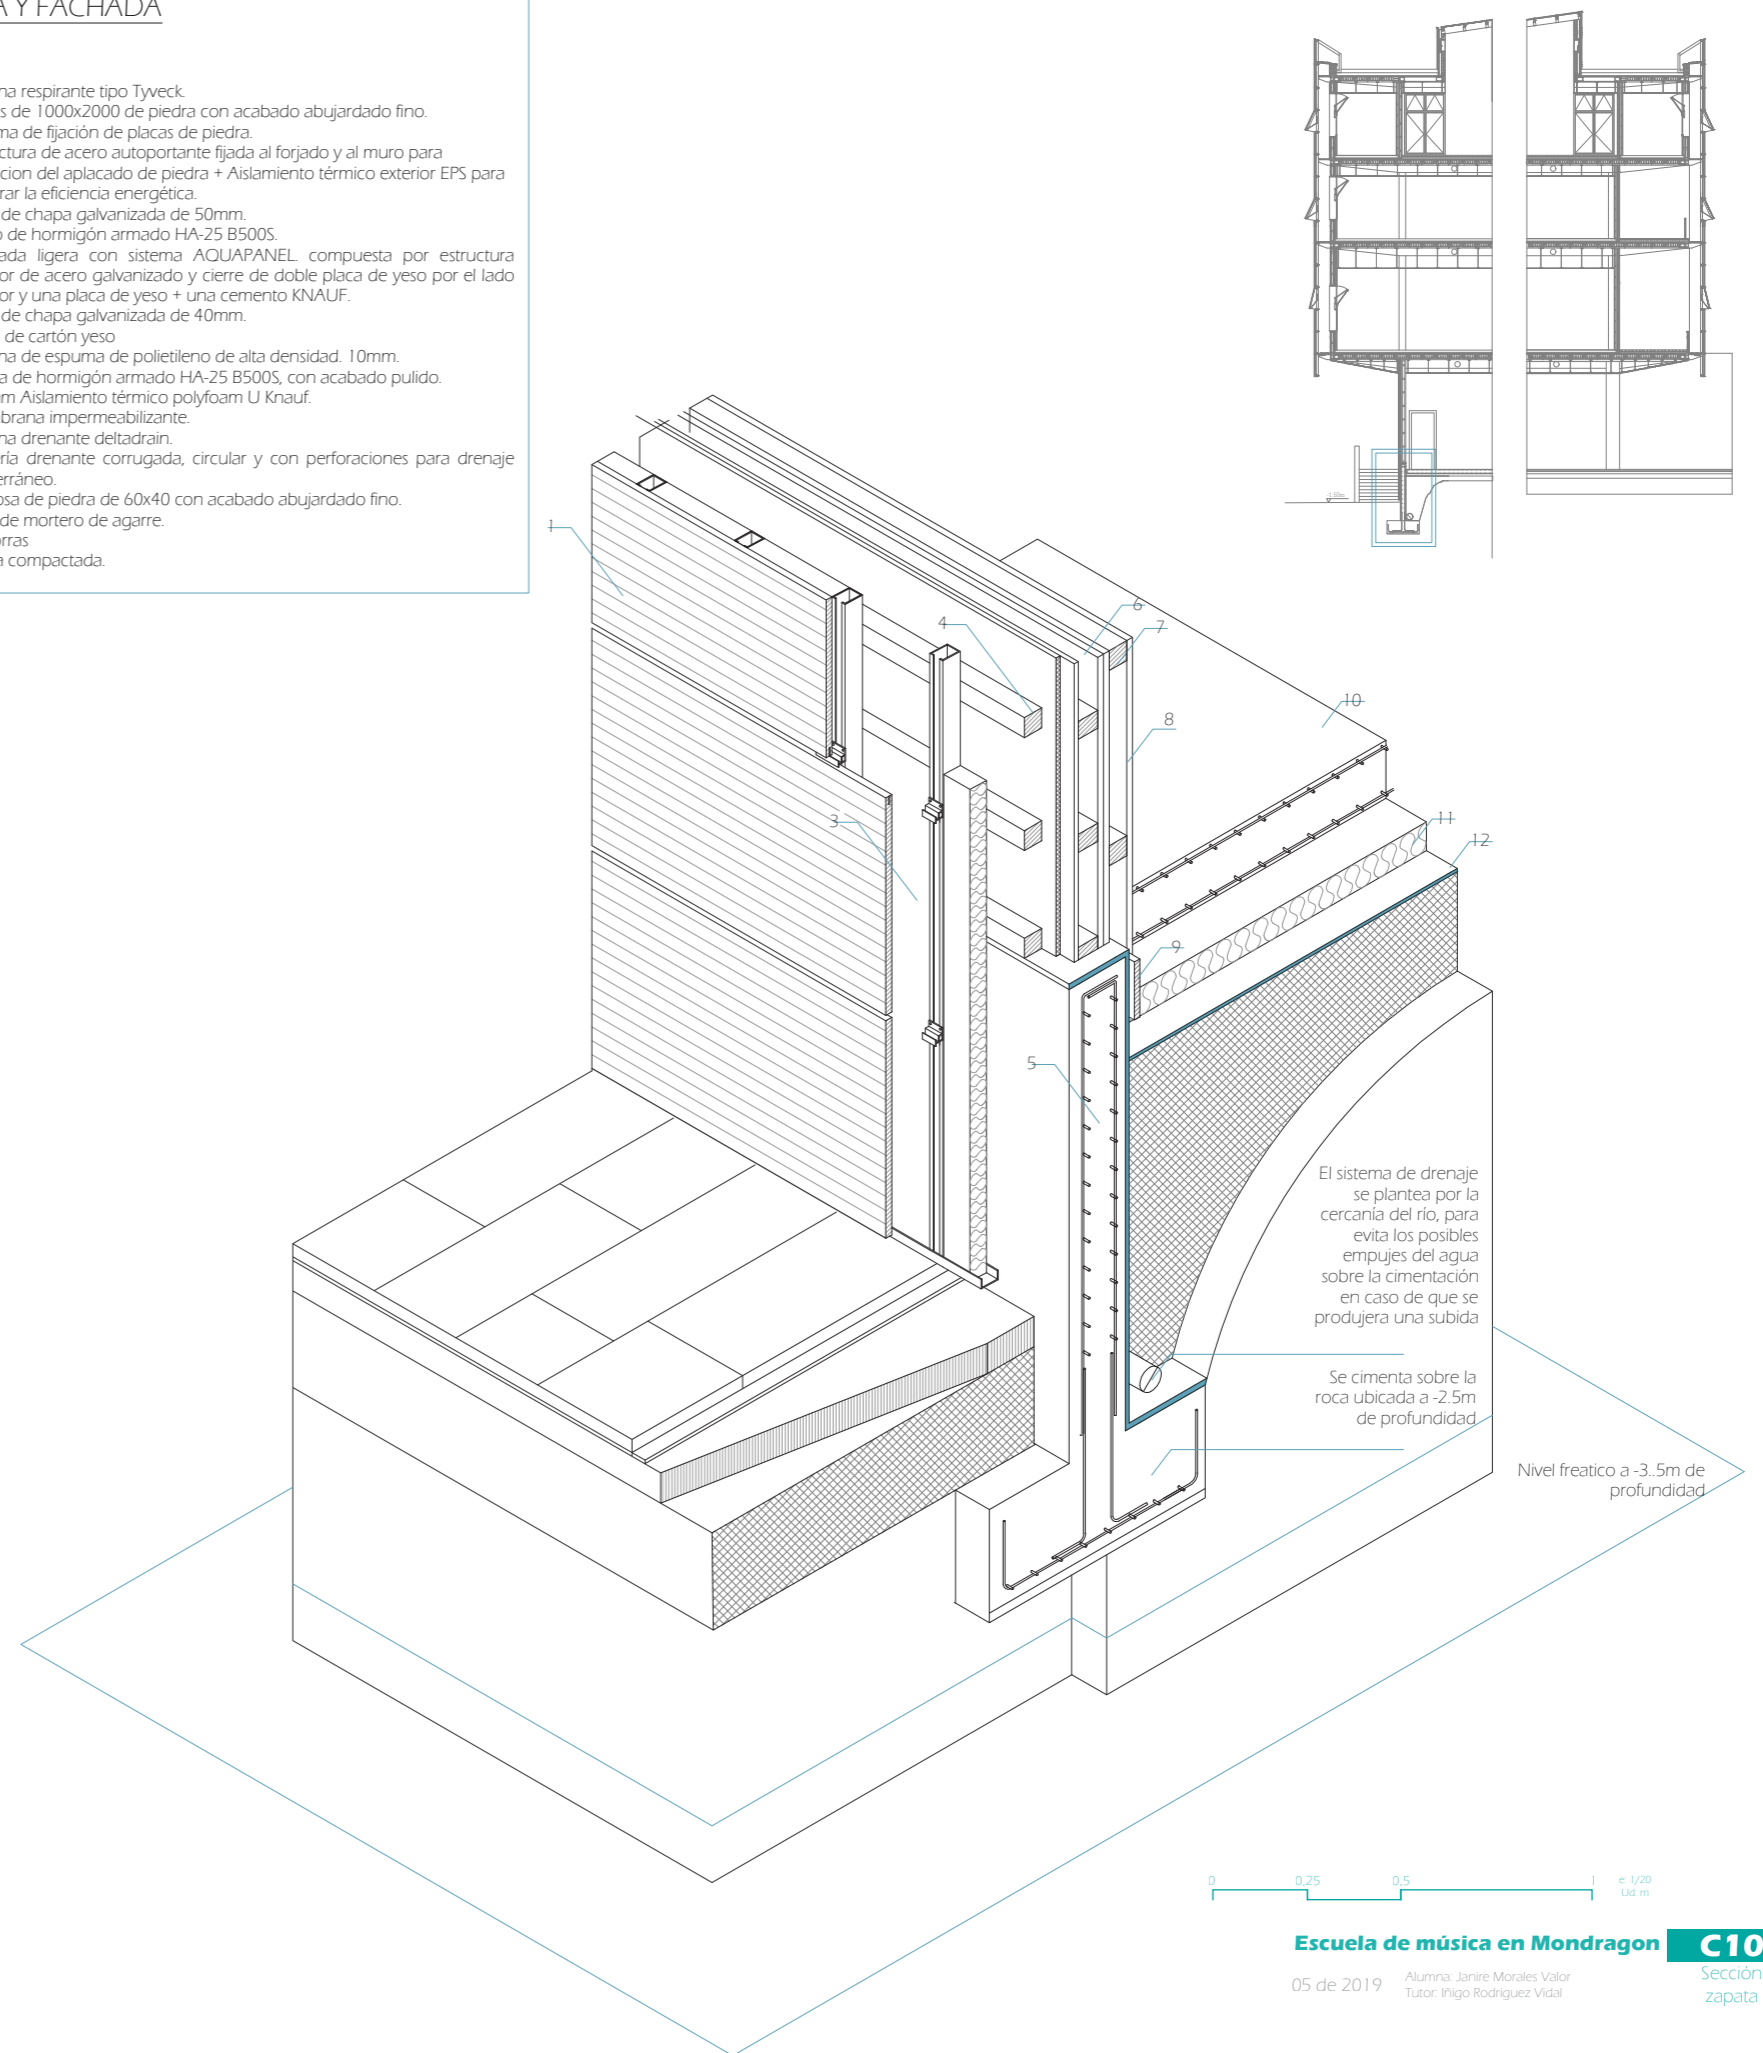 A Y FACHADA
na respirante tipo Tyveck.
s de 1000x2000 de piedra con acabado abujardado fino.
ma de fijación de placas de piedra.
ctura de acero autoportante fijada al forjado y al muro para
cion del aplacado de piedra + Aislamiento térmico exterior EPS para
rar la eficiencia energética.
de chapa galvanizada de 50mm.
o de hormigón armado HA-25 B500S.
ada ligera con sistema AQUAPANEL compuesta por estructura
or de acero galvanizado y cierre de doble placa de yeso por el lado
or y una placa de yeso + una cemento KNAUF.
de chapa galvanizada de 40mm.
de cartón yeso
na de espuma de polietileno de alta densidad. 10mm.
a de hormigón armado HA-25 B500S, con acabado pulido.
m Aislamiento térmico polyfoam U Knauf.
brana impermeabilizante.
na drenante deltadrain.
ría drenante corrugada, circular y con perforaciones para drenaje
erráneo.
osa de piedra de 60x40 con acabado abujardado fino.
de mortero de agarre.
rras
a compactada.
1
6
4
7
10
8
3
11
12
9
5
El sistema de drenaje
se plantea por la
cercanía del río, para
evita los posibles
empujes del agua
sobre la cimentación
en caso de que se
produjera una subida
Se cimenta sobre la
roca ubicada a -2.5m
de profundidad
Nivel freatico a -3..5m de
profundidad
0 0,25 0,5 1
e: 1/20
Ud: m
Escuela de música en Mondragon
C10
05 de 2019
Alumna: Janire Morales Valor
Tutor: Iñigo Rodriguez Vidal
Sección
zapata